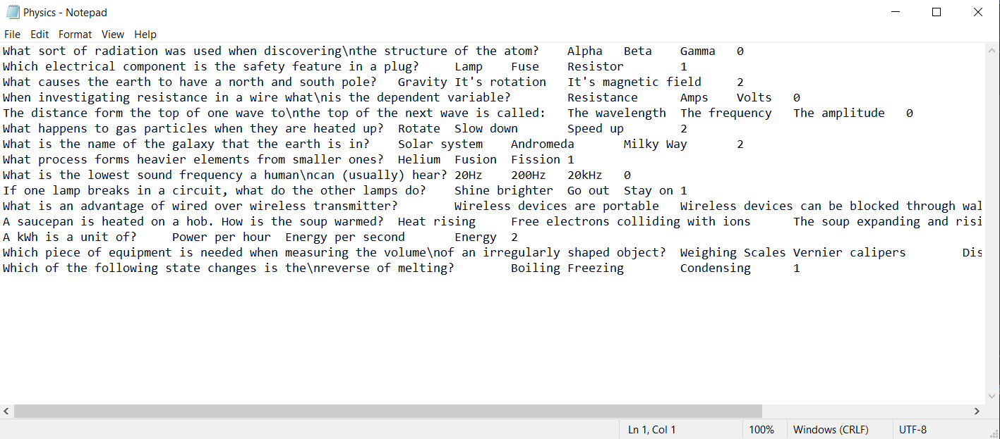 Physics - Notepad
File Edit Format View Help
What sort of radiation was used when discovering\nthe structure of the atom? Alpha Beta Gamma 0
Which electrical component is the safety feature in a plug? Lamp Fuse Resistor 1
What causes the earth to have a north and south pole? Gravity It's rotation It's magnetic field 2
When investigating resistance in a wire what\nis the dependent variable? Resistance Amps Volts 0
The distance form the top of one wave to\nthe top of the next wave is called: The wavelength The frequency The amplitude 0
What happens to gas particles when they are heated up? Rotate Slow down Speed up 2
What is the name of the galaxy that the earth is in? Solar system Andromeda Milky Way 2
What process forms heavier elements from smaller ones? Helium Fusion Fission 1
What is the lowest sound frequency a human\ncan (usually) hear? 20Hz 200Hz 20kHz 0
If one lamp breaks in a circuit, what do the other lamps do? Shine brighter Go out Stay on 1
What is an advantage of wired over wireless transmitter? Wireless devices are portable Wireless devices can be blocked through wal
A saucepan is heated on a hob. How is the soup warmed? Heat rising Free electrons colliding with ions The soup expanding and risi
A kWh is a unit of? Power per hour Energy per second Energy 2
Which piece of equipment is needed when measuring the volume\nof an irregularly shaped object? Weighing Scales Vernier calipers Dis
Which of the following state changes is the\nreverse of melting? Boiling Freezing Condensing 1
Ln 1, Col 1 100% Windows (CRLF) UTF-8